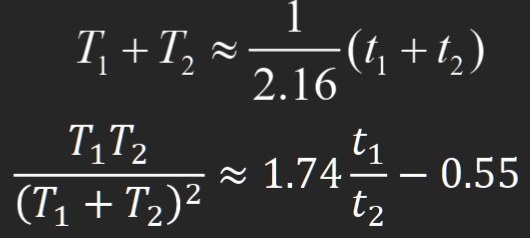 T₁ + T₂ ≈ 1/2.16 (t₁ + t₂)
T₁T₂/(T₁ + T₂)² ≈ 1.74 t₁/t₂ − 0.55